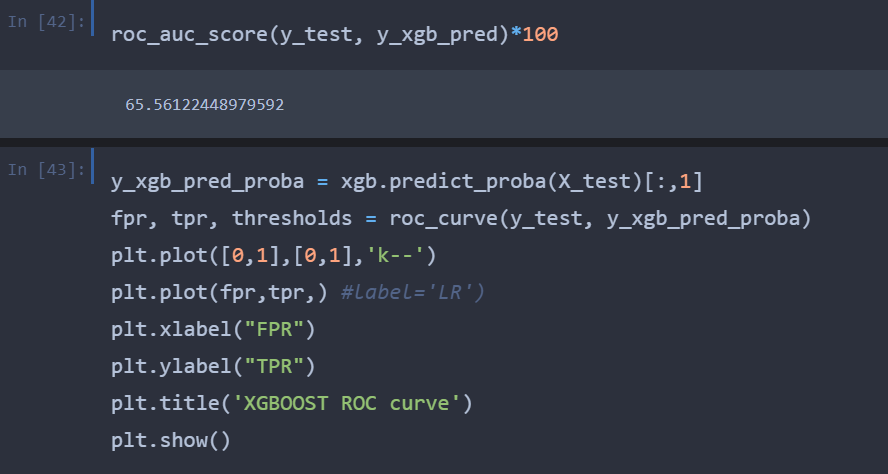 In [42]:
roc_auc_score(y_test, y_xgb_pred)*100
65.56122448979592
In [43]:
y_xgb_pred_proba = xgb.predict_proba(X_test)[:,1]
fpr, tpr, thresholds = roc_curve(y_test, y_xgb_pred_proba)
plt.plot([0,1],[0,1],'k--')
plt.plot(fpr,tpr,) #label='LR')
plt.xlabel("FPR")
plt.ylabel("TPR")
plt.title('XGBOOST ROC curve')
plt.show()